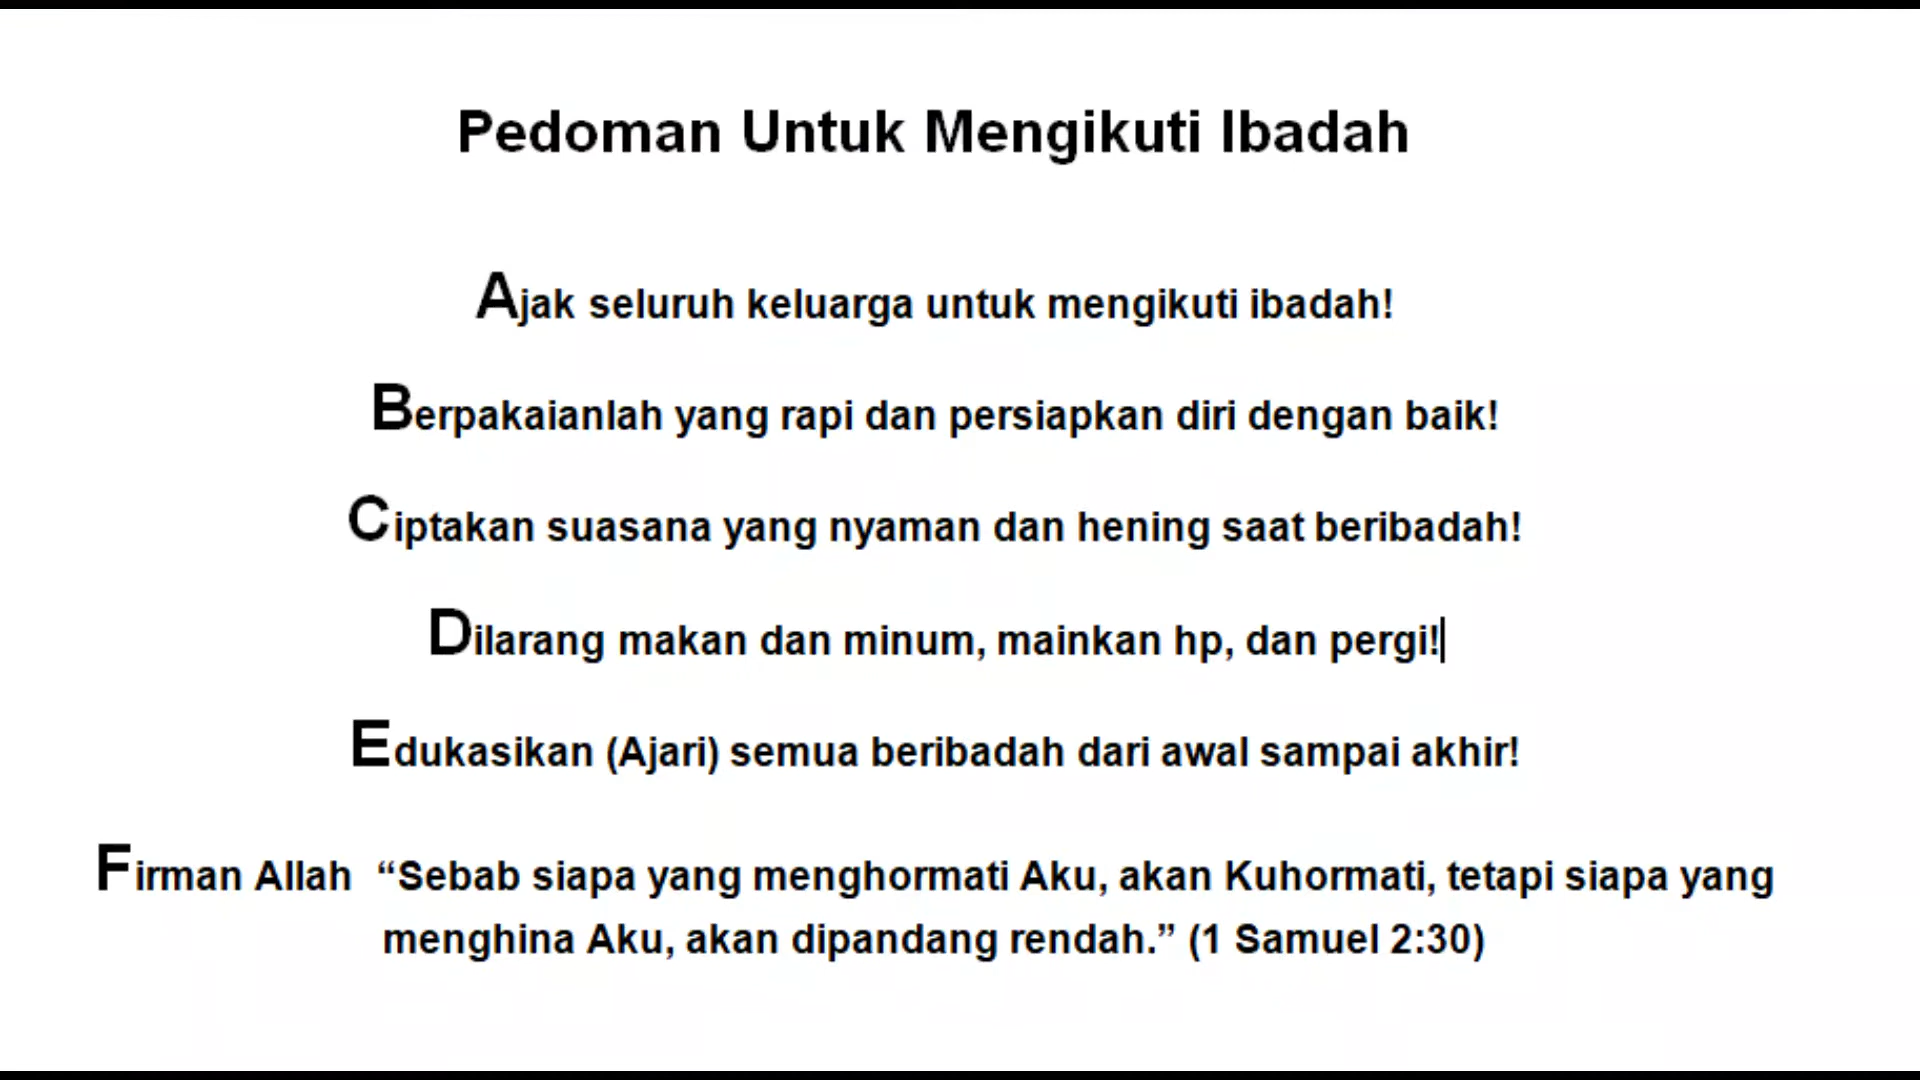 Pedoman Untuk Mengikuti Ibadah
Ajak seluruh keluarga untuk mengikuti ibadah!
Berpakaianlah yang rapi dan persiapkan diri dengan baik!
Ciptakan suasana yang nyaman dan hening saat beribadah!
Dilarang makan dan minum, mainkan hp, dan pergi!
Edukasikan (Ajari) semua beribadah dari awal sampai akhir!
Firman Allah “Sebab siapa yang menghormati Aku, akan Kuhormati, tetapi siapa yang
menghina Aku, akan dipandang rendah.” (1 Samuel 2:30)